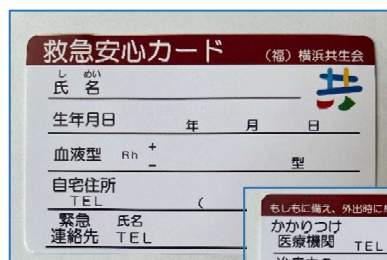 救急安心カード (福)横浜共生会
し めい
氏 名
共
生年月日 年 月 日
血液型 Rh + − 型
自宅住所
TEL (
緊急 氏名
連絡先 TEL
もしもに備え、外出時に
かかりつけ
医療機関 TEL